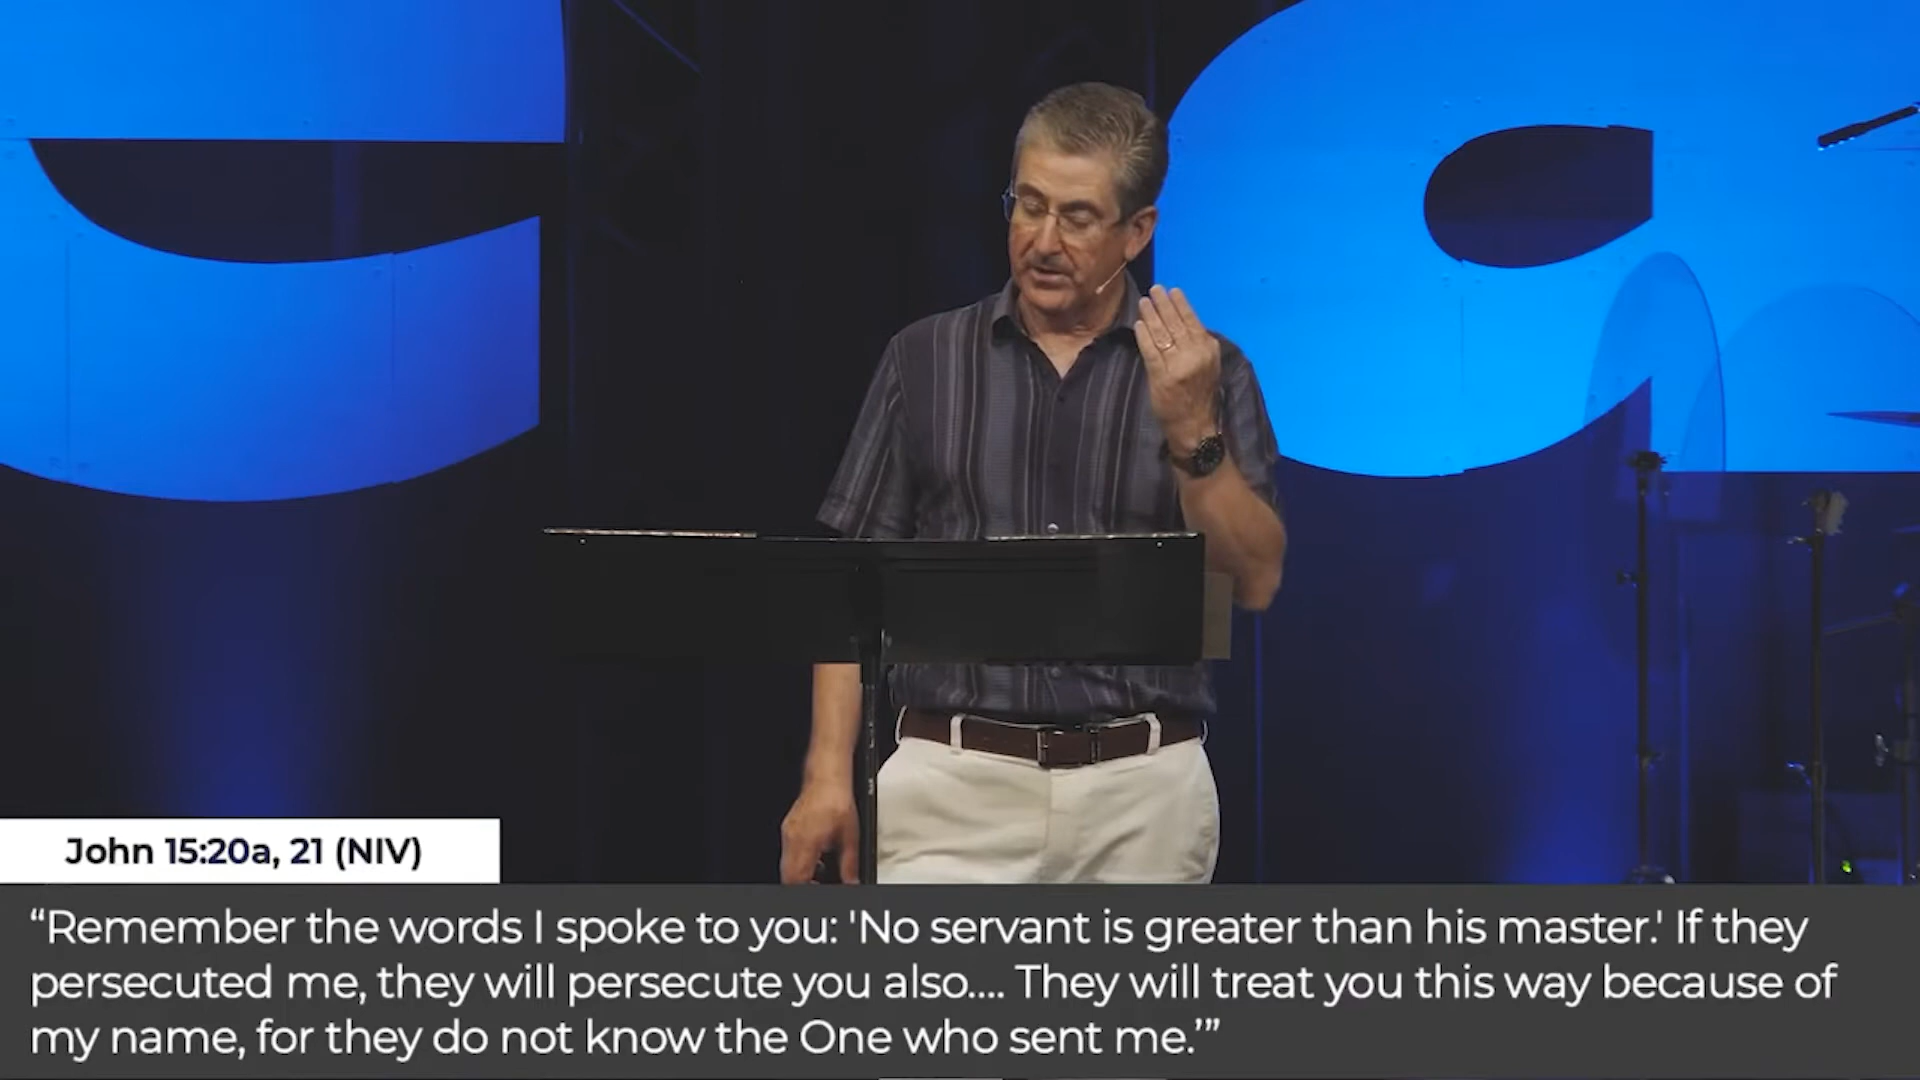 John 15:20a, 21 (NIV)
“Remember the words I spoke to you: 'No servant is greater than his master.' If they
persecuted me, they will persecute you also.... They will treat you this way because of
my name, for they do not know the One who sent me.’”